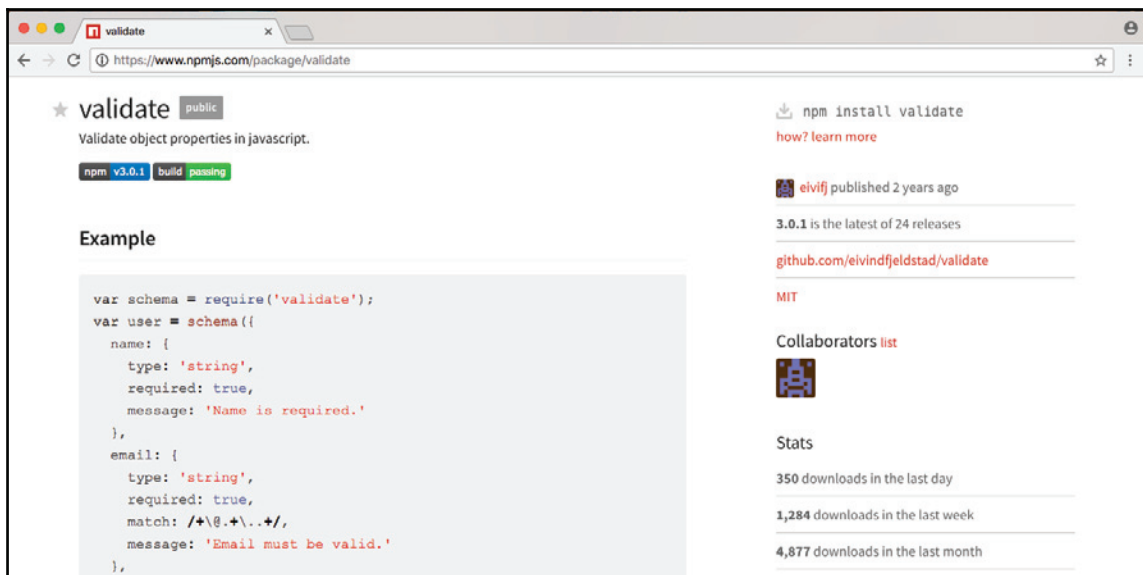 validate
https://www.npmjs.com/package/validate
validate public
Validate object properties in javascript.
npm v3.0.1 build passing
Example
var schema = require('validate');
var user = schema({
name: {
type: 'string',
required: true,
message: 'Name is required.'
},
email: {
type: 'string',
required: true,
match: /+\@.+\..+/,
message: 'Email must be valid.'
},
npm install validate
how? learn more
eivifj published 2 years ago
3.0.1 is the latest of 24 releases
github.com/eivindfjeldstad/validate
MIT
Collaborators list
Stats
350 downloads in the last day
1,284 downloads in the last week
4,877 downloads in the last month